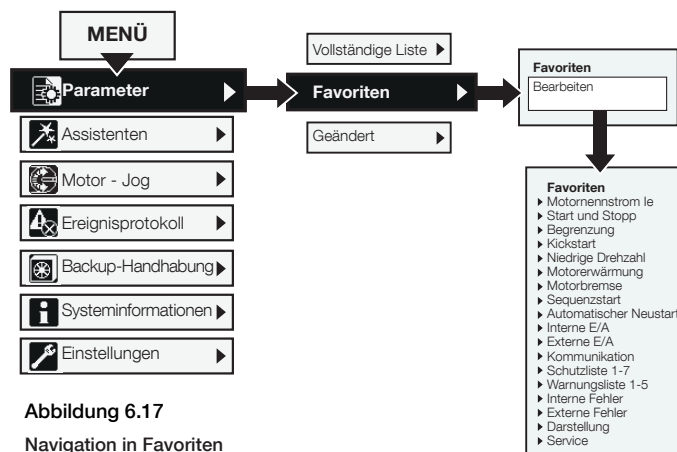 MENÜ
Parameter
Assistenten
Motor - Jog
Ereignisprotokoll
Backup-Handhabung
Systeminformationen
Einstellungen
Vollständige Liste
Favoriten
Geändert
Favoriten
Bearbeiten
Favoriten
Motornennstrom Ie
Start und Stopp
Begrenzung
Kickstart
Niedrige Drehzahl
Motorerwärmung
Motorbremse
Sequenzstart
Automatischer Neustart
Interne E/A
Externe E/A
Kommunikation
Schutzliste 1-7
Warnungsliste 1-5
Interne Fehler
Externe Fehler
Darstellung
Service
Abbildung 6.17
Navigation in Favoriten